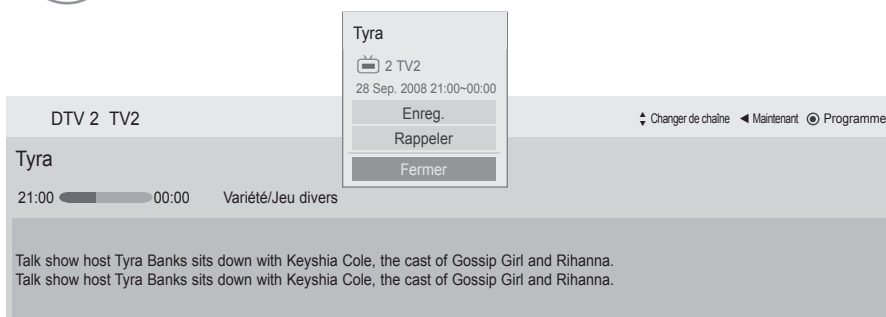 Tyra
2 TV2
28 Sep. 2008 21:00~00:00
Enreg.
Rappeler
Fermer
DTV 2 TV2
Changer de chaîne Maintenant Programme
Tyra
21:00 00:00 Variété/Jeu divers
Talk show host Tyra Banks sits down with Keyshia Cole, the cast of Gossip Girl and Rihanna.
Talk show host Tyra Banks sits down with Keyshia Cole, the cast of Gossip Girl and Rihanna.